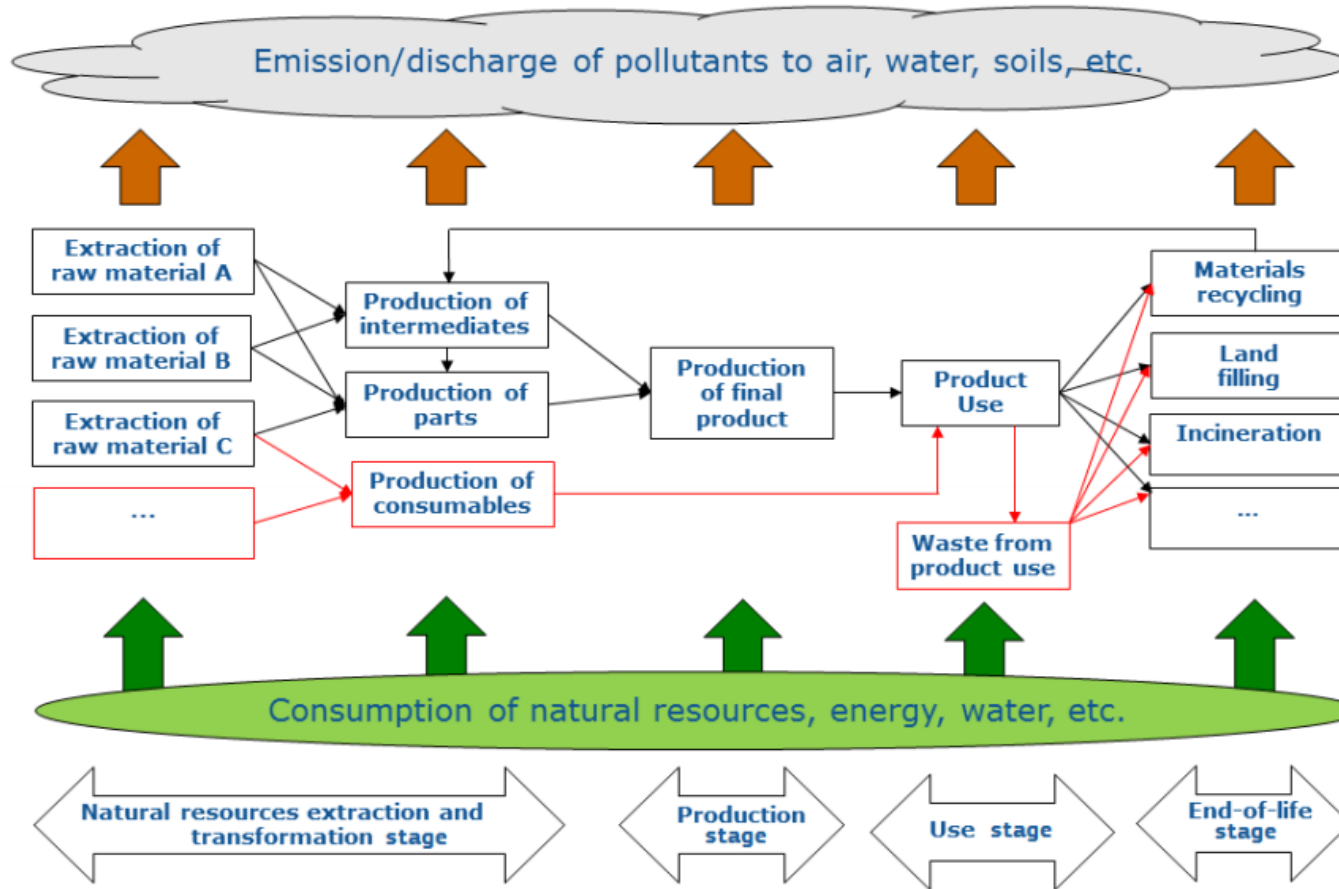 Emission/discharge of pollutants to air, water, soils, etc.
Extraction of
raw material A
Extraction of
raw material B
Extraction of
raw material C
...
Production of
intermediates
Production of
parts
Production of
consumables
Production
of final
product
Product
Use
Waste from
product use
Materials
recycling
Land
filling
Incineration
...
Consumption of natural resources, energy, water, etc.
Natural resources extraction and
transformation stage
Production
stage
Use stage
End-of-life
stage